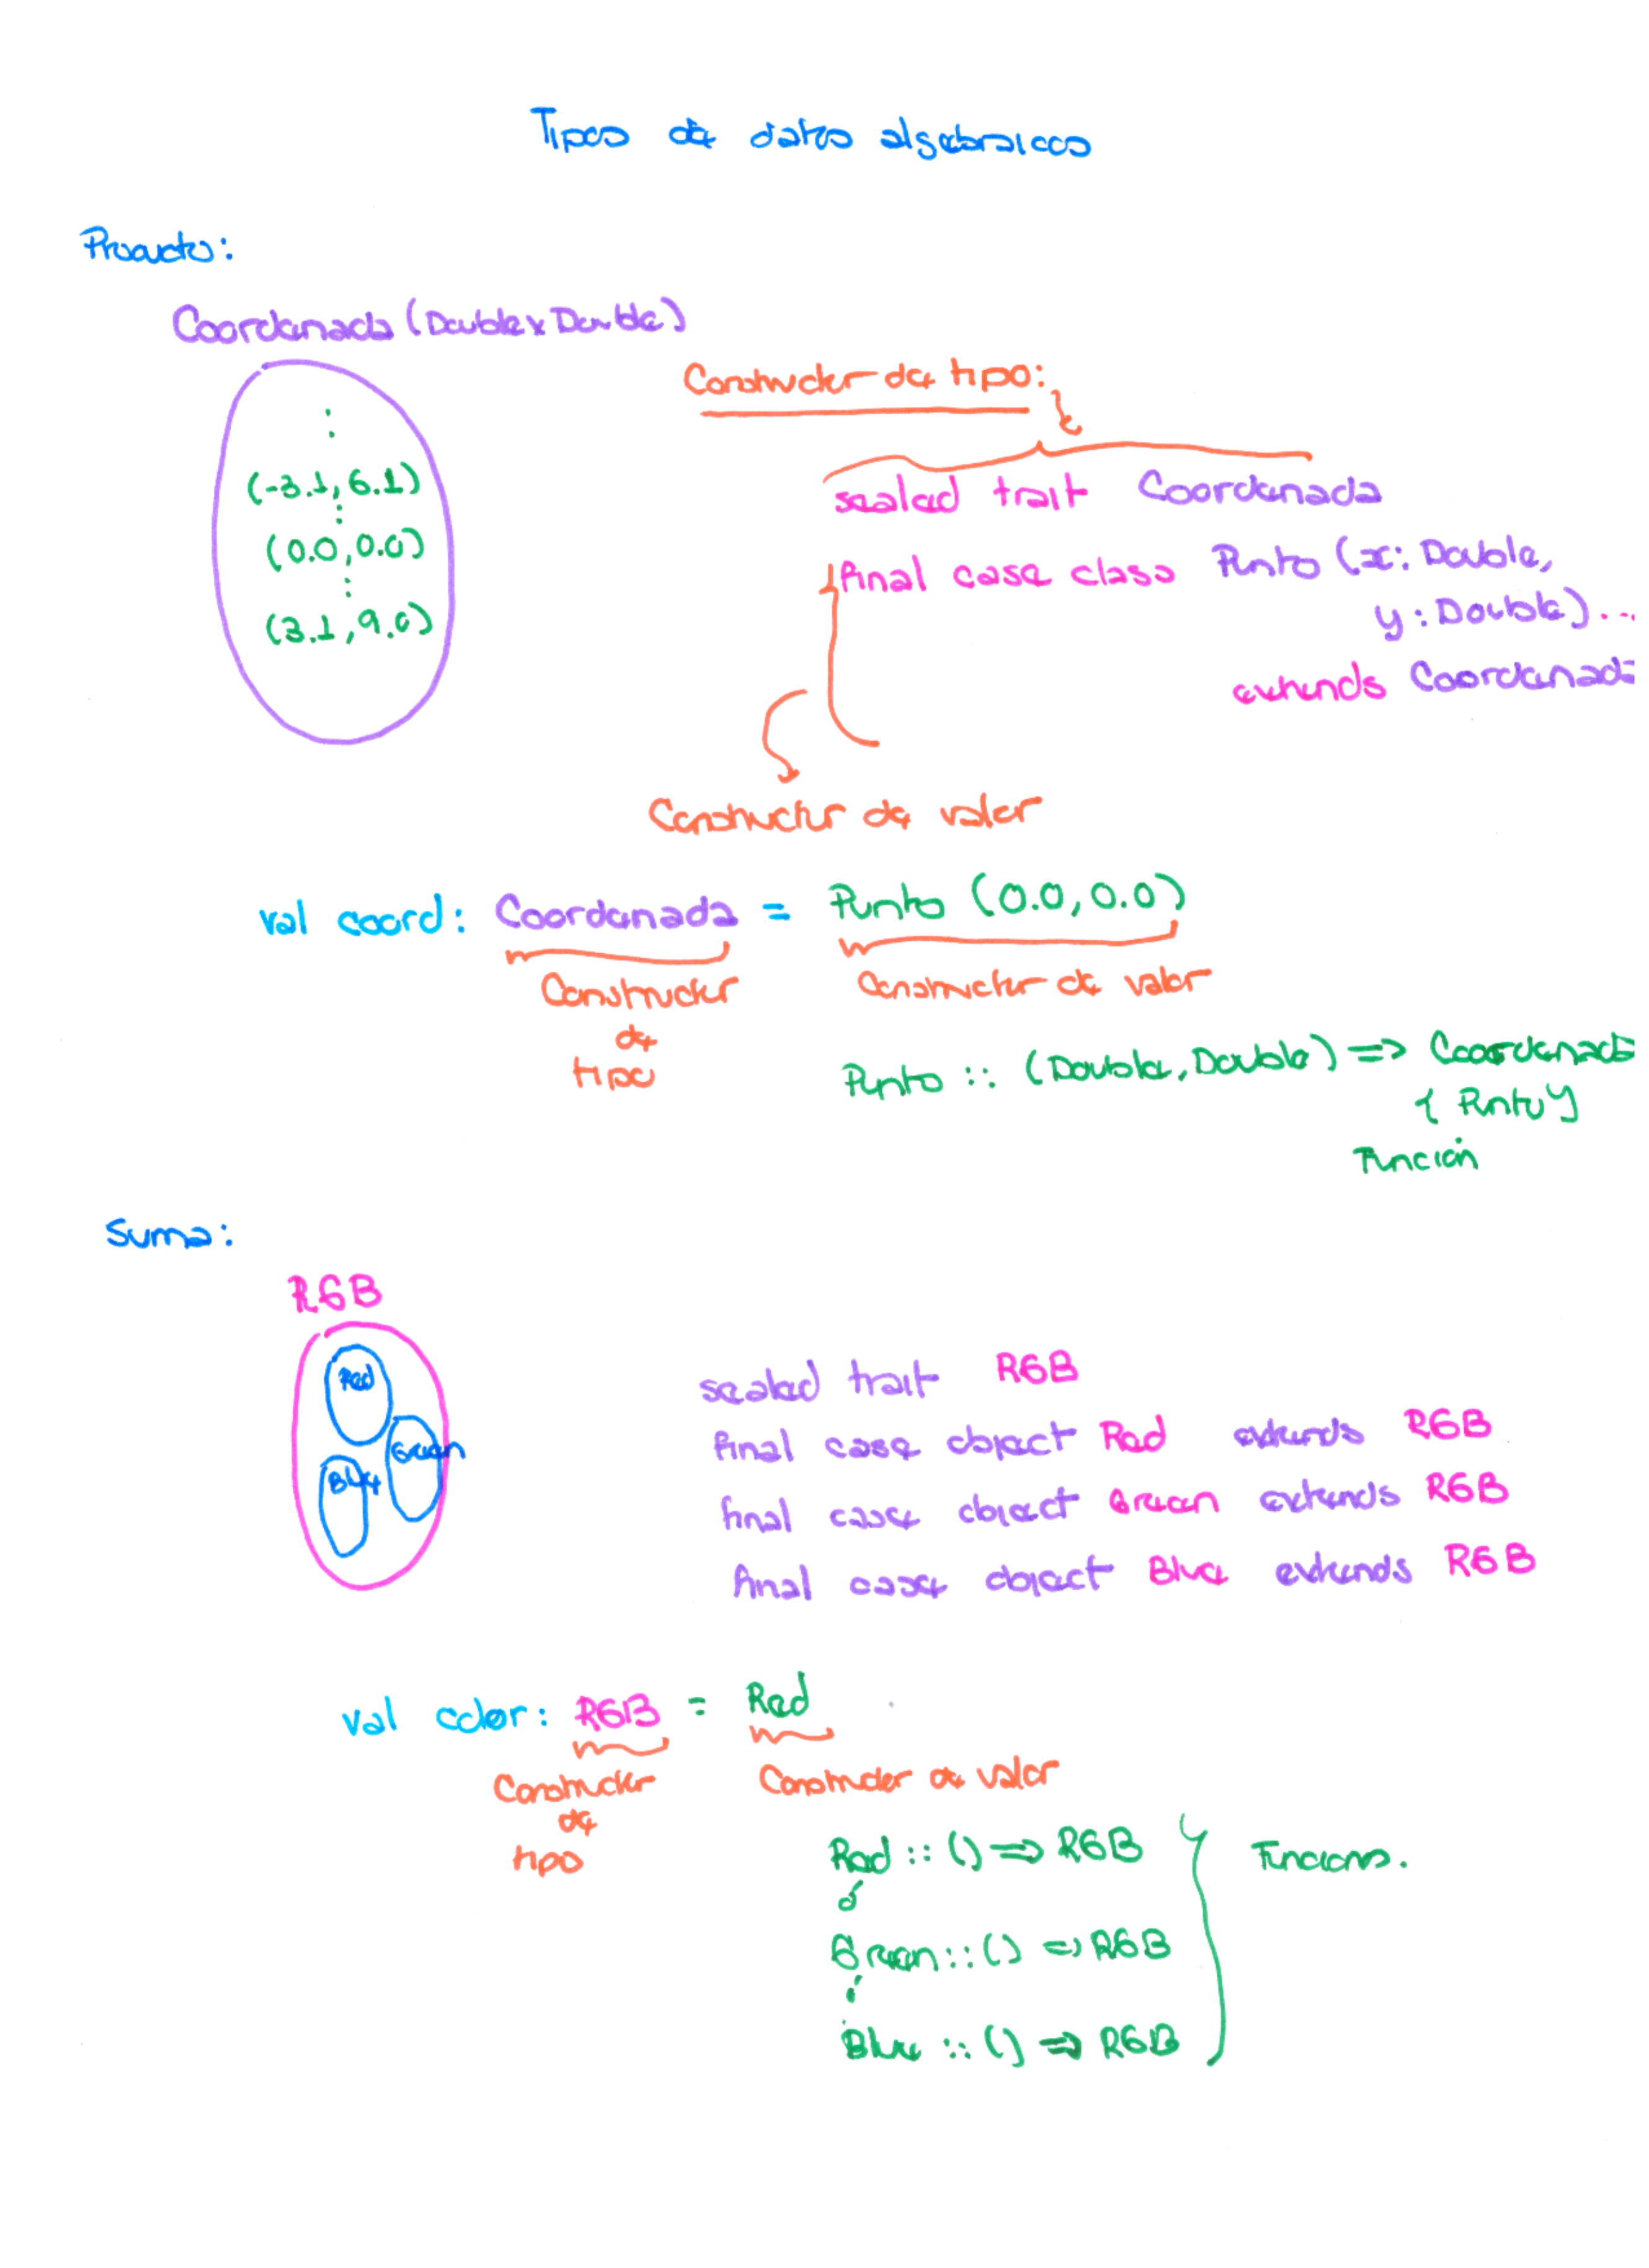 Tipos de datos algebraicos
Producto:
Coordenada (Double x Double)
Constructor de tipo:
(-3.1, 6.1)
(0.0, 0.0)
(3.1, 9.0)
sealed trait Coordenada
final case class Punto (x: Double,
y: Double) ...
extends Coordenada
Constructor de valor
val coord: Coordenada = Punto (0.0, 0.0)
Constructor de tipo
Constructor de valor
Punto :: (Double, Double) => Coordenada
{ Punto }
Función
Suma:
RGB
Red
Green
Blue
sealed trait RGB
final case object Red extends RGB
final case object Green extends RGB
final case object Blue extends RGB
val color: RGB = Red
Constructor
de
tipo
Constructor de valor
Red :: () => RGB
ó
Green :: () => RGB
Blue :: () => RGB
Funciones.